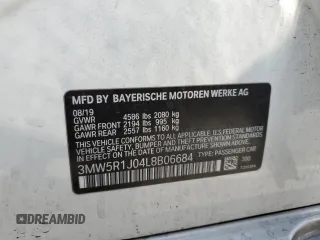 MFD. BY BAYERISCHE MOTOREN WERKE AG
08/19
GVWR 4586 lbs 2080 kg
GAWR FRONT 2194 lbs 995 kg
GAWR REAR 2557 lbs 1160 kg
THIS VEHICLE CONFORMS TO ALL APPLICABLE U.S. FEDERAL MOTOR
VEHICLE SAFETY, BUMPER, AND THEFT PREVENTION STANDARDS IN
EFFECT ON THE DATE OF MANUFACTURE SHOWN ABOVE.
3MW5R1J04L8B06684
TYPE: PASSENGER CAR
300
DREAMBID